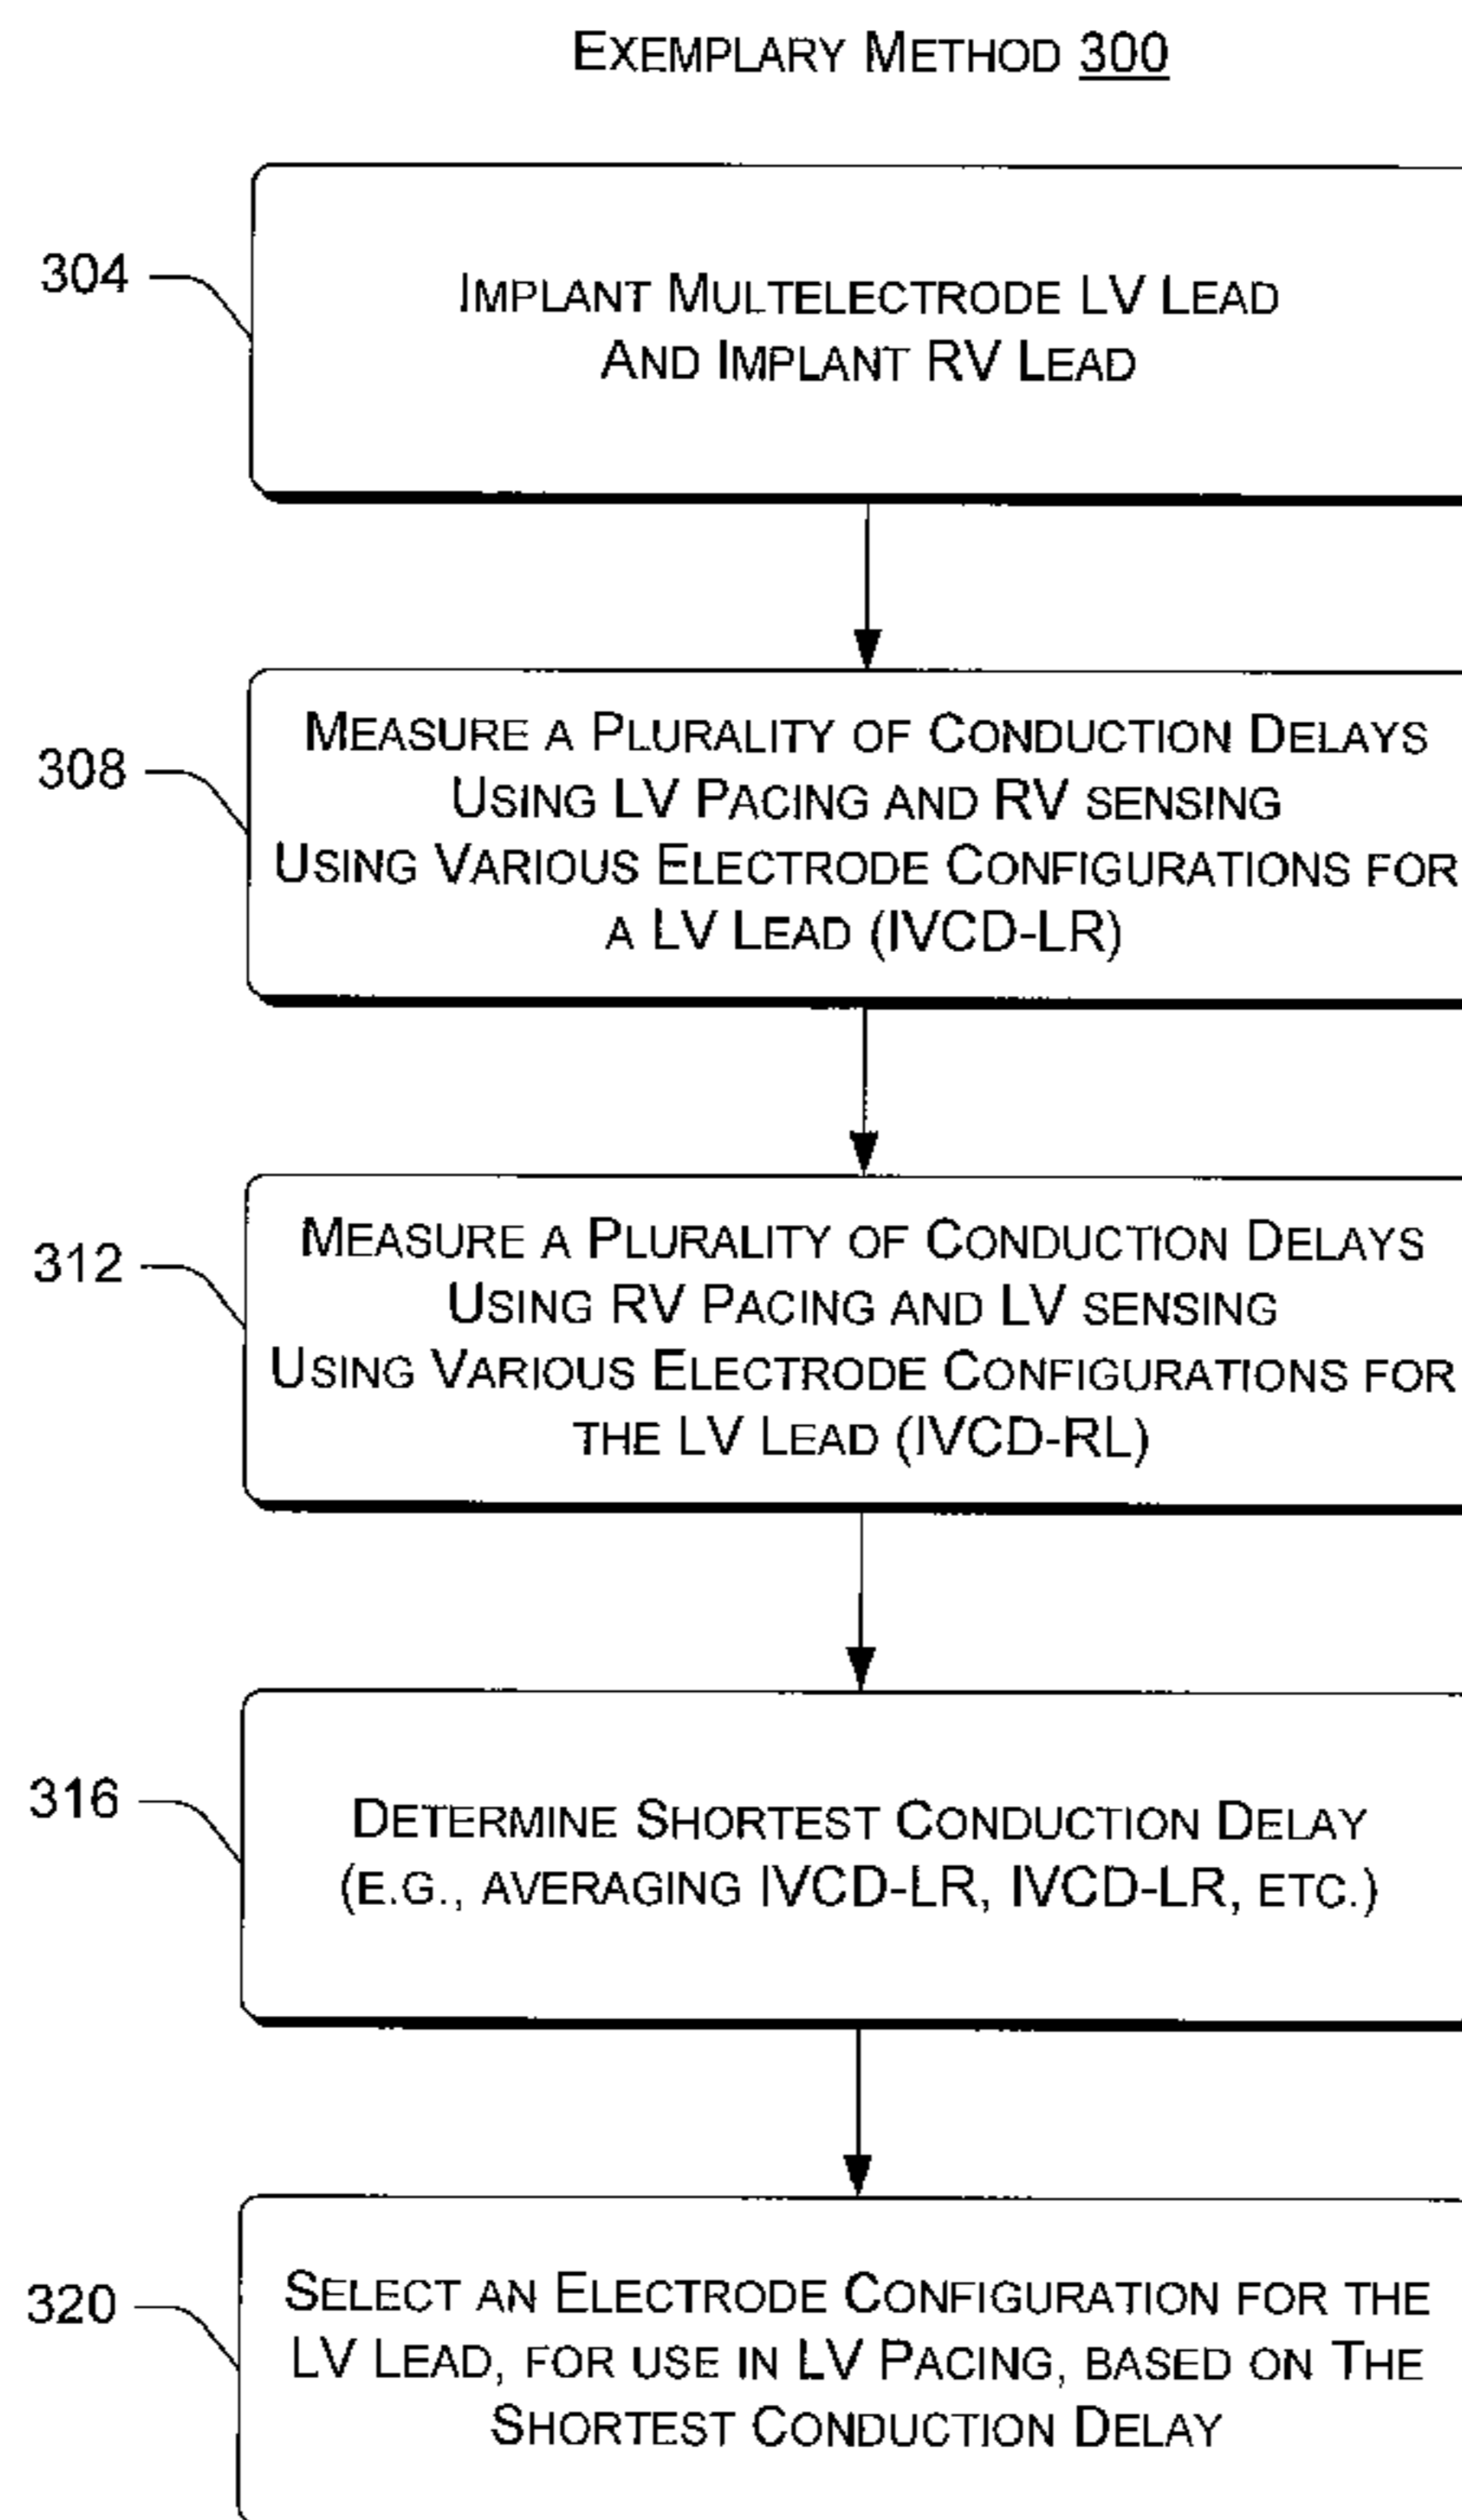 EXEMPLARY METHOD 300
304
IMPLANT MULTELECTRODE LV LEAD
AND IMPLANT RV LEAD
308
MEASURE A PLURALITY OF CONDUCTION DELAYS
USING LV PACING AND RV SENSING
USING VARIOUS ELECTRODE CONFIGURATIONS FOR
A LV LEAD (IVCD-LR)
312
MEASURE A PLURALITY OF CONDUCTION DELAYS
USING RV PACING AND LV SENSING
USING VARIOUS ELECTRODE CONFIGURATIONS FOR
THE LV LEAD (IVCD-RL)
316
DETERMINE SHORTEST CONDUCTION DELAY
(E.G., AVERAGING IVCD-LR, IVCD-LR, ETC.)
320
SELECT AN ELECTRODE CONFIGURATION FOR THE
LV LEAD, FOR USE IN LV PACING, BASED ON THE
SHORTEST CONDUCTION DELAY